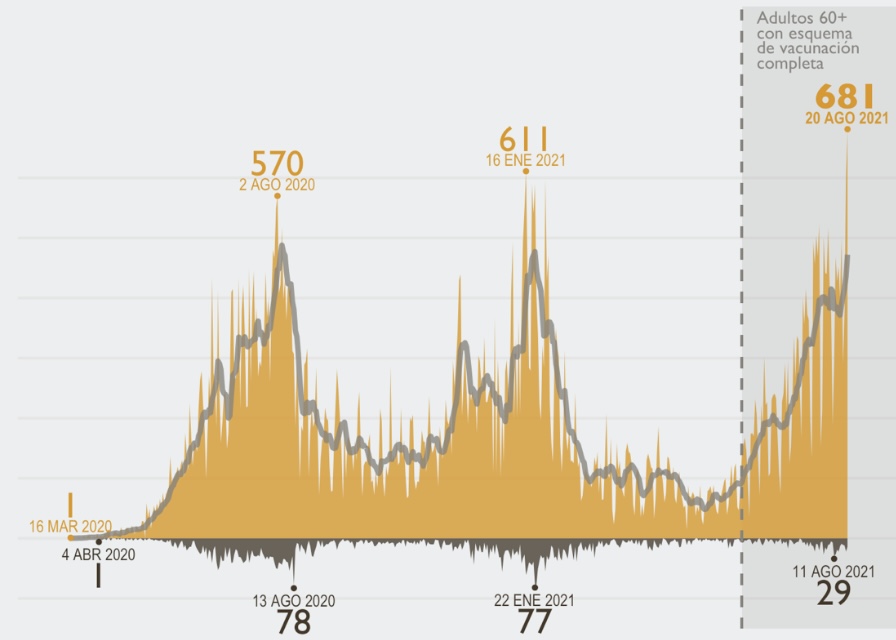 Adultos 60+
con esquema
de vacunación
completa
681
20 AGO 2021
611
16 ENE 2021
570
2 AGO 2020
1
16 MAR 2020
4 ABR 2020
1
13 AGO 2020
78
22 ENE 2021
77
11 AGO 2021
29